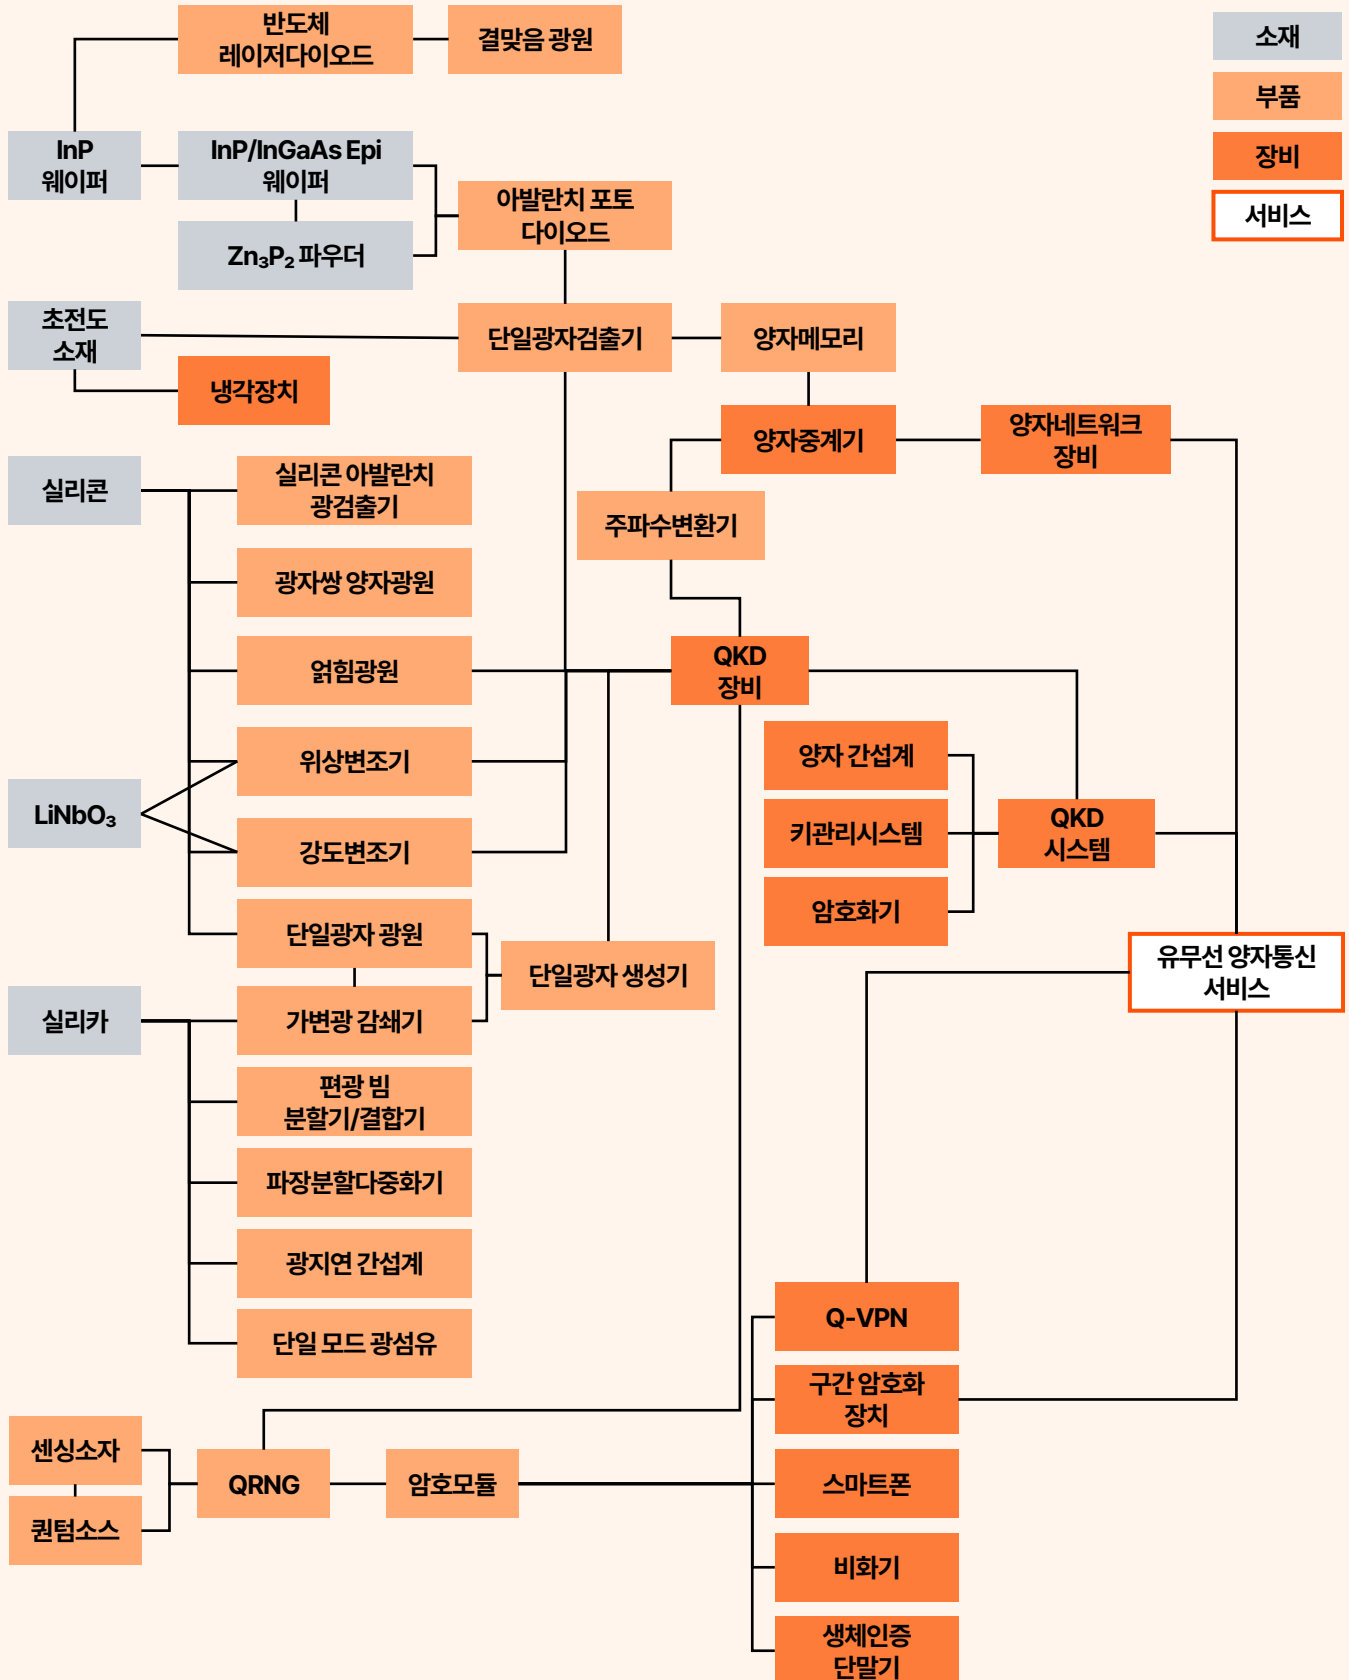 반도체
레이저다이오드
결맞음 광원
소재
부품
장비
서비스
InP
웨이퍼
InP/InGaAs Epi
웨이퍼
Zn₃P₂ 파우더
아발란치 포토
다이오드
초전도
소재
냉각장치
단일광자검출기
양자메모리
양자중계기
양자네트워크
장비
실리콘
실리콘 아발란치
광검출기
주파수변환기
광자쌍 양자광원
얽힘광원
QKD
장비
위상변조기
LiNbO₃
강도변조기
양자 간섭계
키관리시스템
암호화기
QKD
시스템
단일광자 광원
단일광자 생성기
유무선 양자통신
서비스
실리카
가변광 감쇄기
편광 빔
분할기/결합기
파장분할다중화기
광지연 간섭계
단일 모드 광섬유
센싱소자
퀀텀소스
QRNG
암호모듈
Q-VPN
구간 암호화
장치
스마트폰
비화기
생체인증
단말기